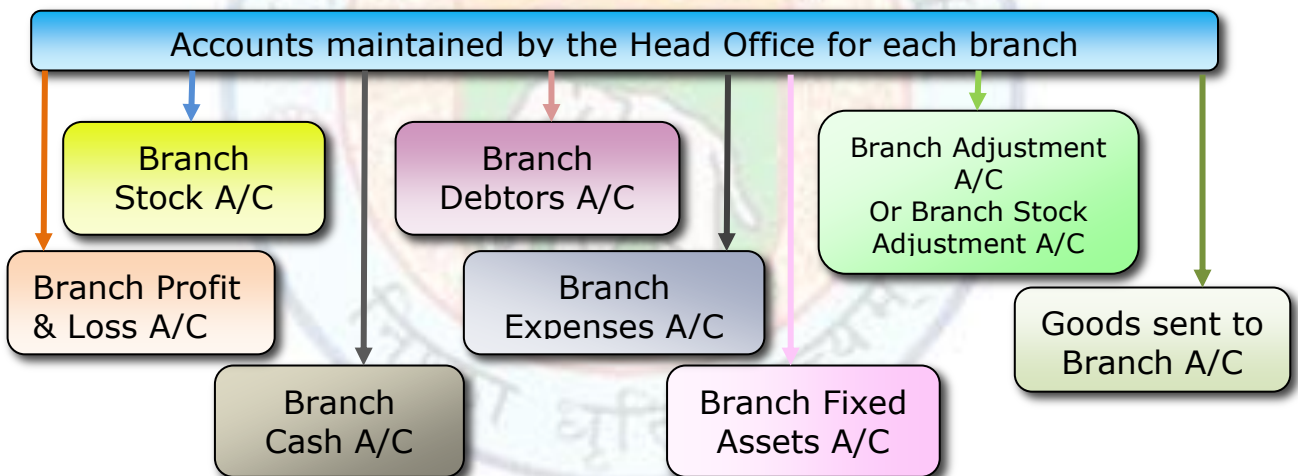 Accounts maintained by the Head Office for each branch
Branch
Stock A/C
Branch
Debtors A/C
Branch Adjustment
A/C
Or Branch Stock
Adjustment A/C
Branch Profit
& Loss A/C
Branch
Expenses A/C
Goods sent to
Branch A/C
Branch
Cash A/C
Branch Fixed
Assets A/C